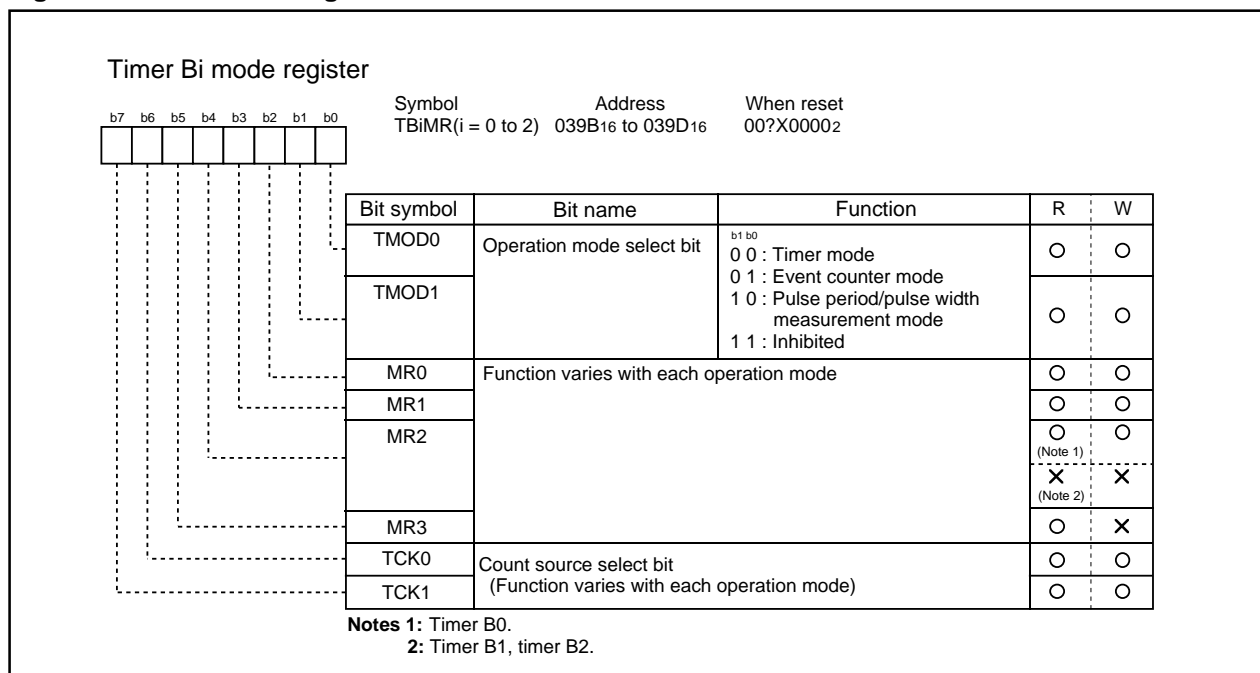 Timer Bi mode register
Symbol Address When reset
b7 b6 b5 b4 b3 b2 b1 b0
TBiMR(i = 0 to 2) 039B16 to 039D16 00?X00002
Bit symbol Bit name Function R W
TMOD0 Operation mode select bit b1 b0
0 0 : Timer mode
0 1 : Event counter mode
TMOD1 1 0 : Pulse period/pulse width
measurement mode
1 1 : Inhibited
MR0 Function varies with each operation mode
MR1
MR2
(Note 1)
(Note 2)
MR3
TCK0 Count source select bit
TCK1 (Function varies with each operation mode)
Notes 1: Timer B0.
2: Timer B1, timer B2.